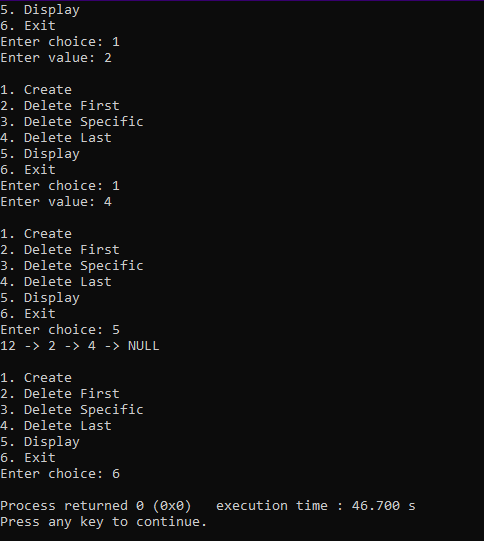 5. Display
6. Exit
Enter choice: 1
Enter value: 2
1. Create
2. Delete First
3. Delete Specific
4. Delete Last
5. Display
6. Exit
Enter choice: 1
Enter value: 4
1. Create
2. Delete First
3. Delete Specific
4. Delete Last
5. Display
6. Exit
Enter choice: 5
12 -> 2 -> 4 -> NULL
1. Create
2. Delete First
3. Delete Specific
4. Delete Last
5. Display
6. Exit
Enter choice: 6
Process returned 0 (0x0)   execution time : 46.700 s
Press any key to continue.